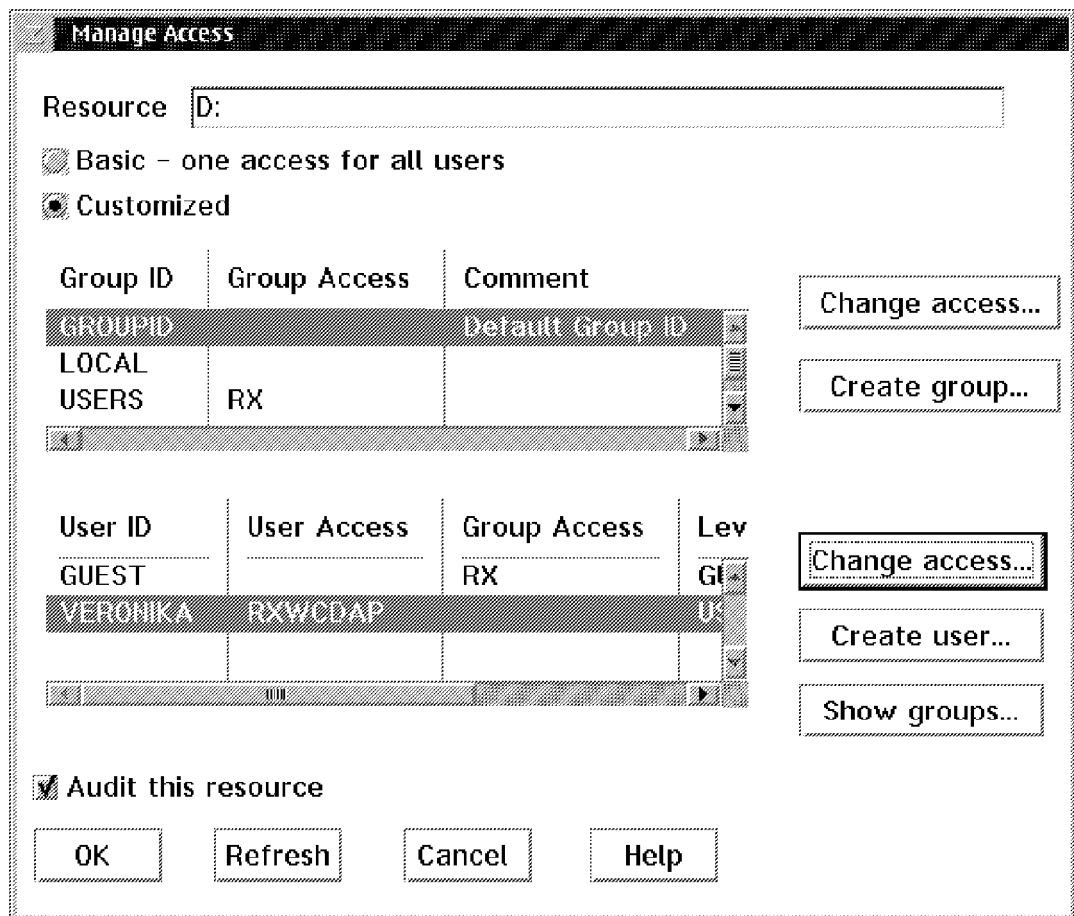 Manage Access
Resource D:
Basic - one access for all users
Customized
Group ID Group Access Comment
GROUPID Default Group ID
LOCAL
USERS RX
Change access...
Create group...
User ID User Access Group Access Lev
GUEST RX GU
VERONIKA RXWCDAP US
Change access...
Create user...
Show groups...
Audit this resource
OK Refresh Cancel Help